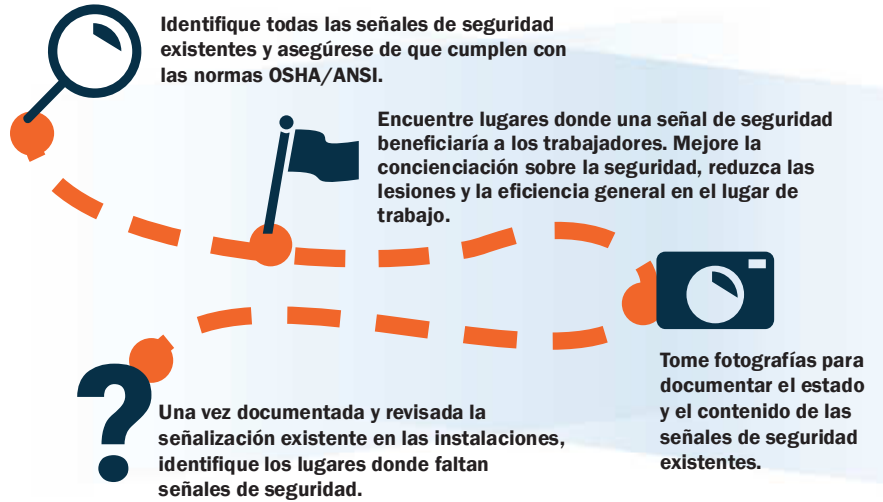 Identifique todas las señales de seguridad
existentes y asegúrese de que cumplen con
las normas OSHA/ANSI.
Encuentre lugares donde una señal de seguridad
beneficiaría a los trabajadores. Mejore la
concienciación sobre la seguridad, reduzca las
lesiones y la eficiencia general en el lugar de
trabajo.
Tome fotografías para
documentar el estado
y el contenido de las
señales de seguridad
existentes.
?
Una vez documentada y revisada la
señalización existente en las instalaciones,
identifique los lugares donde faltan
señales de seguridad.